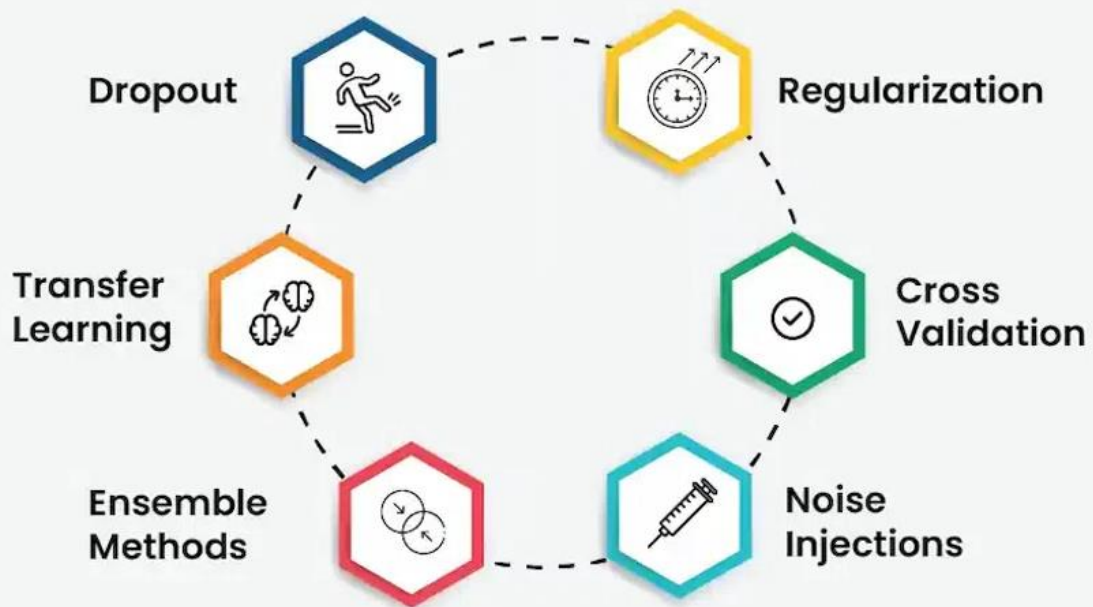 Dropout
Regularization
Transfer
Learning
Cross
Validation
Ensemble
Methods
Noise
Injections